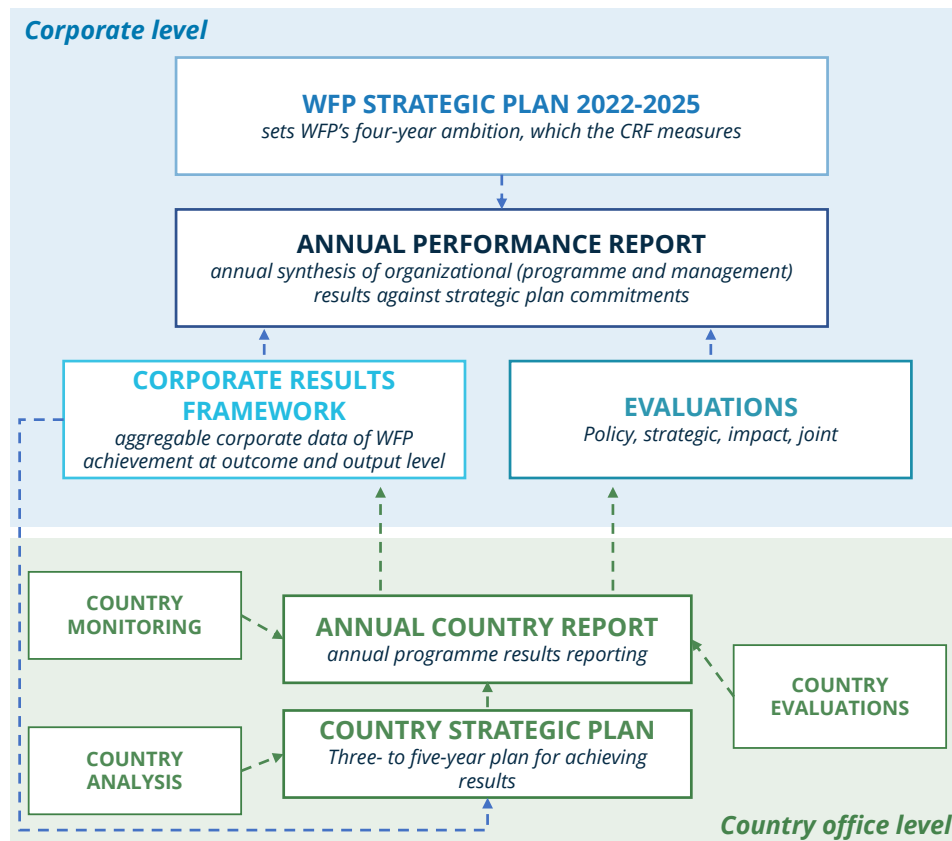 Corporate level
WFP STRATEGIC PLAN 2022-2025
sets WFP's four-year ambition, which the CRF measures
ANNUAL PERFORMANCE REPORT
annual synthesis of organizational (programme and management)
results against strategic plan commitments
CORPORATE RESULTS
FRAMEWORK
aggregable corporate data of WFP
achievement at outcome and output level
EVALUATIONS
Policy, strategic, impact, joint
COUNTRY
MONITORING
ANNUAL COUNTRY REPORT
annual programme results reporting
COUNTRY
EVALUATIONS
COUNTRY
ANALYSIS
COUNTRY STRATEGIC PLAN
Three- to five-year plan for achieving
results
Country office level